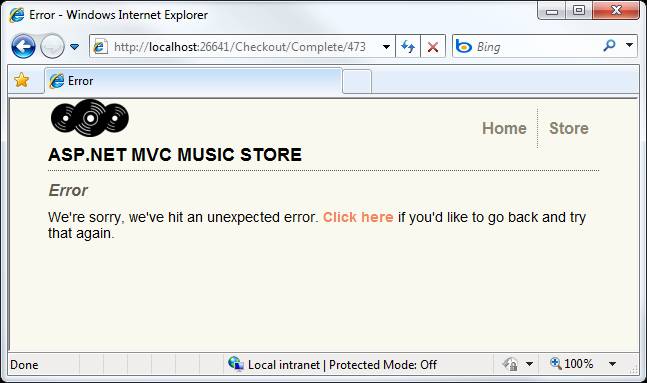 Error - Windows Internet Explorer
http://localhost:26641/Checkout/Complete/473
Bing
Error
Home
Store
ASP.NET MVC MUSIC STORE
Error
We're sorry, we've hit an unexpected error. Click here if you'd like to go back and try
that again.
Done
Local intranet | Protected Mode: Off
100%